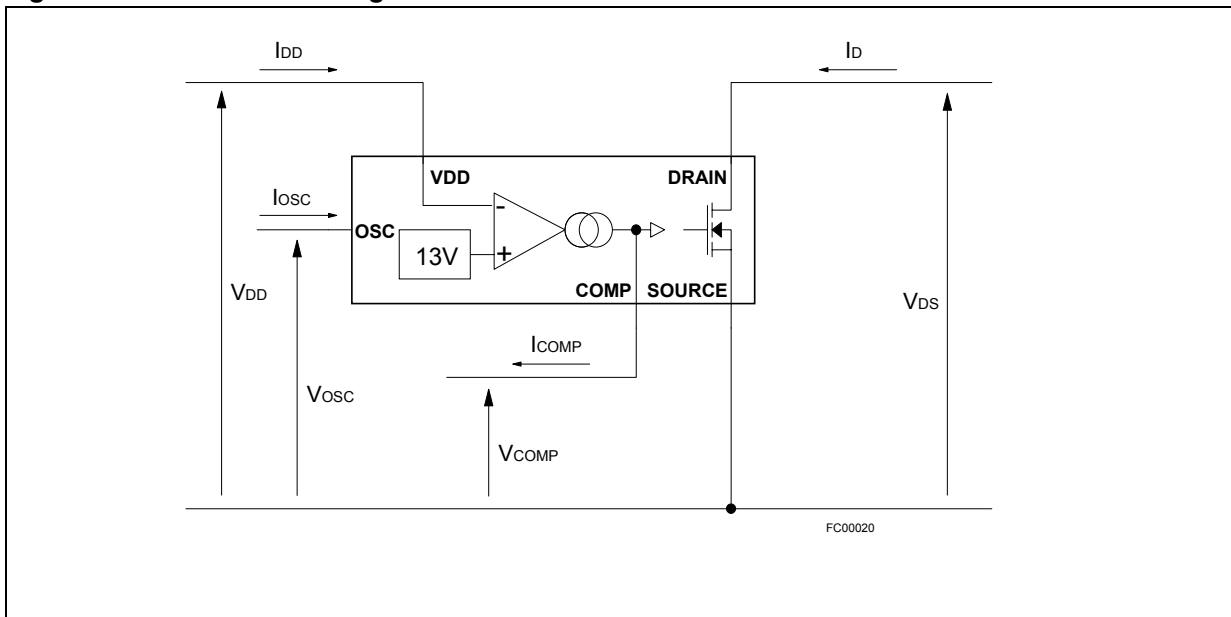 IDD
ID
VDD
DRAIN
IOSC
OSC
-
+
13V
COMP
SOURCE
VDD
VDS
ICOMP
VOSC
VCOMP
FC00020